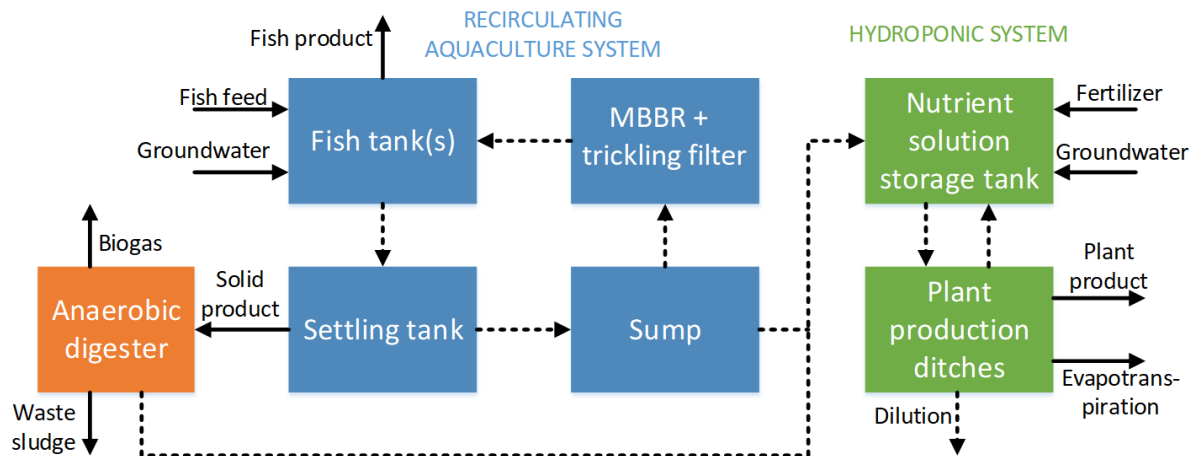 RECIRCULATING
AQUACULTURE SYSTEM
HYDROPONIC SYSTEM
Fish product
Fish feed
Groundwater
Fish tank(s)
MBBR +
trickling filter
Nutrient
solution
storage tank
Fertilizer
Groundwater
Biogas
Solid
product
Anaerobic
digester
Settling tank
Sump
Plant
production
ditches
Plant
product
Evapotrans-
piration
Waste
sludge
Dilution